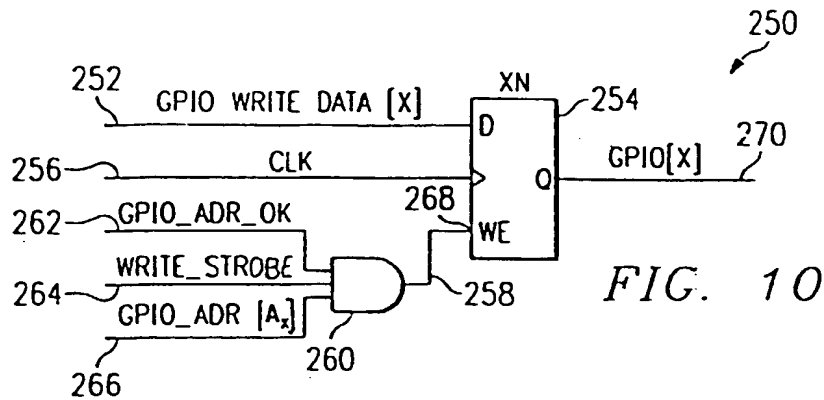 250
252
GPIO WRITE DATA [X]
XN
254
D
256
CLK
Q
GPIO[X]
270
262
GPIO_ADR_OK
268
WE
264
WRITE_STROBE
258
GPIO_ADR [Ax]
260
266
FIG. 10